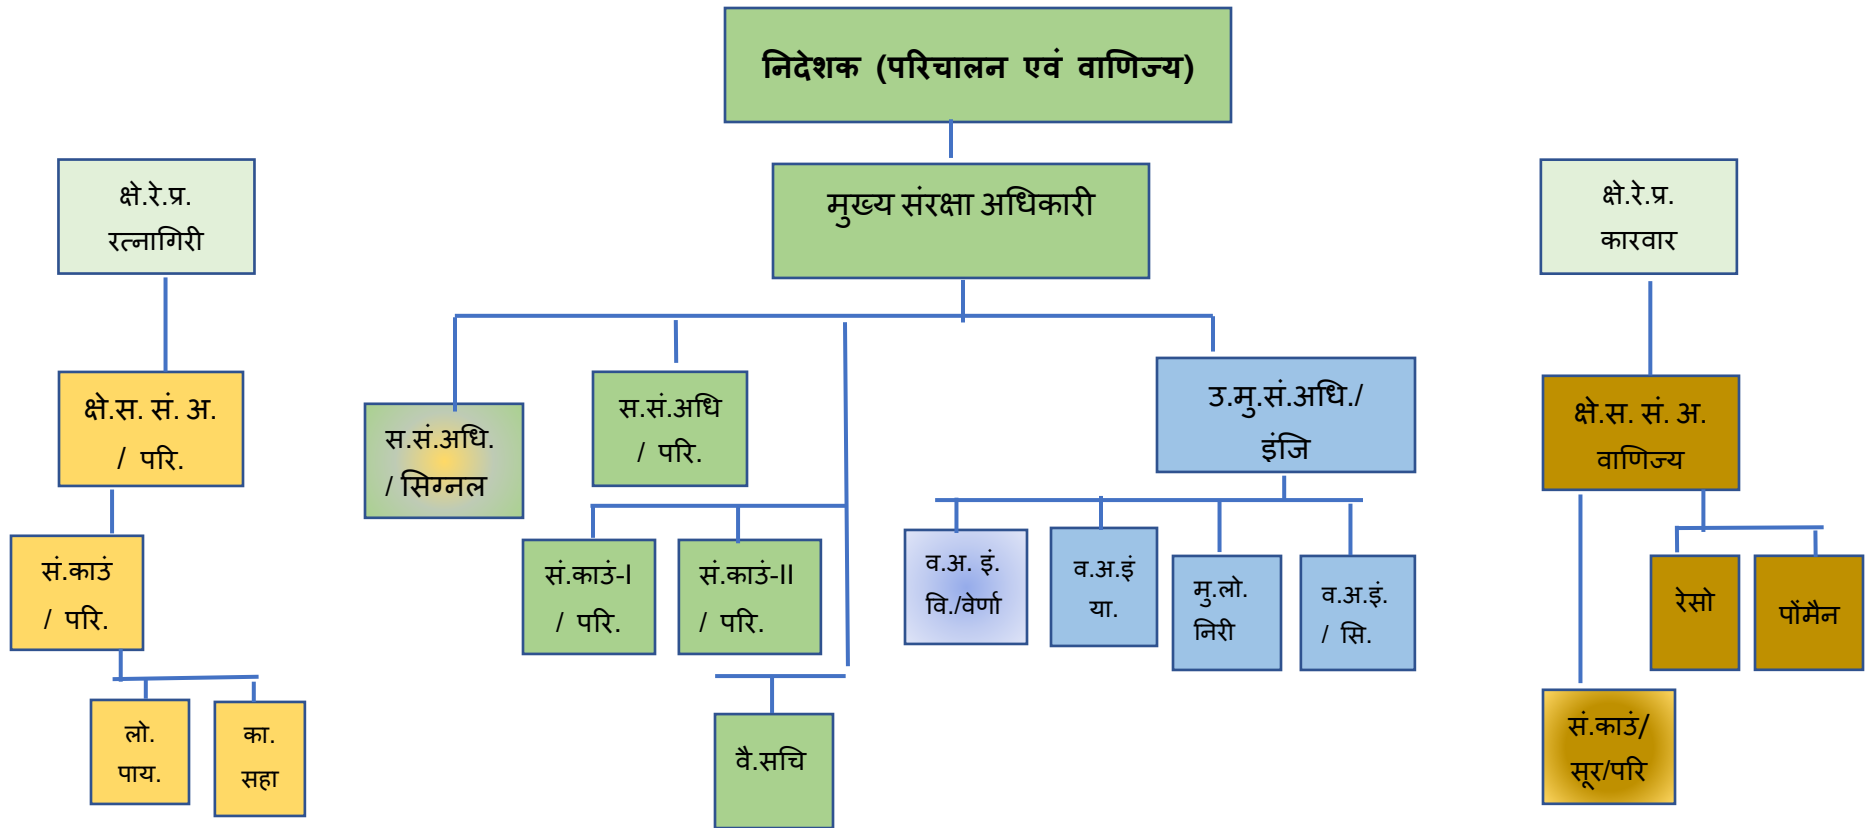 निदेशक (परिचालन एवं वाणिज्य)
मुख्य संरक्षा अधिकारी
क्षे.रे.प्र.
रत्नागिरी
क्षे.रे.प्र.
कारवार
क्षे.स. सं. अ.
/ परि.
स.सं.अधि.
/ सिग्नल
स.सं.अधि
/ परि.
उ.मु.सं.अधि./
इंजि
क्षे.स. सं. अ.
वाणिज्य
सं.काउं
/ परि.
सं.काउं-I
/ परि.
सं.काउं-II
/ परि.
व.अ. इं.
वि./वेर्णा
व.अ.इं
या.
मु.लो.
निरी
व.अ.इं.
/ सि.
रेसो
पोंमैन
लो.
पाय.
का.
सहा
वै.सचि
सं.काउं/
सूर/परि